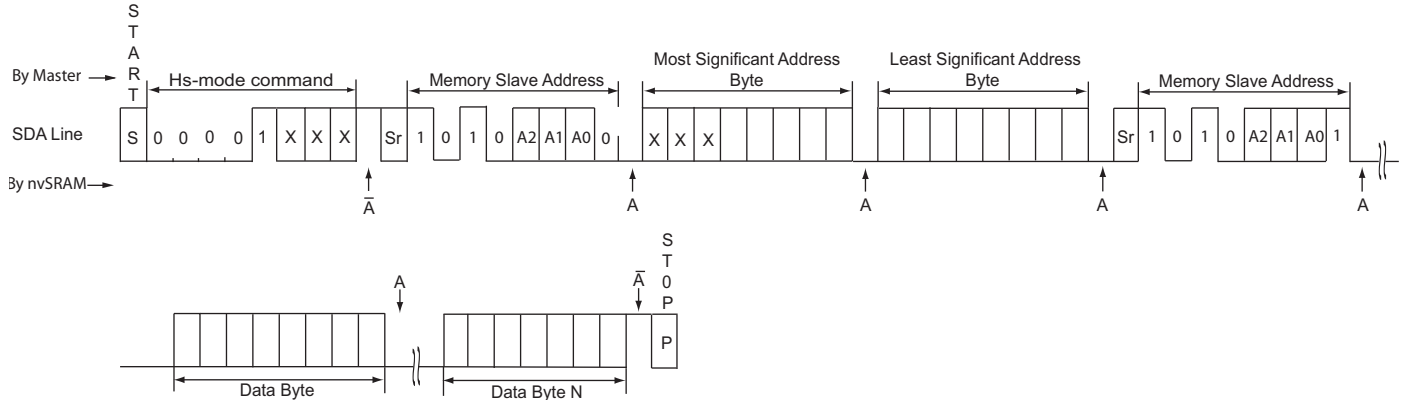 START
By Master
Hs-mode command
Memory Slave Address
Most Significant Address
Byte
Least Significant Address
Byte
Memory Slave Address
SDA Line
S 0 0 0 0 1 X X X Sr 1 0 1 0 A2 A1 A0 0 X X X Sr 1 0 1 0 A2 A1 A0 1
By nvSRAM
Ā A A A A
A Ā
ST0P
P
Data Byte
Data Byte N